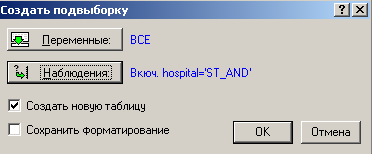 Создать подвыборку
Переменные: ВСЕ
Наблюдения: Включ. hospital='ST_AND'
Создать новую таблицу
Сохранить форматирование
OK Отмена